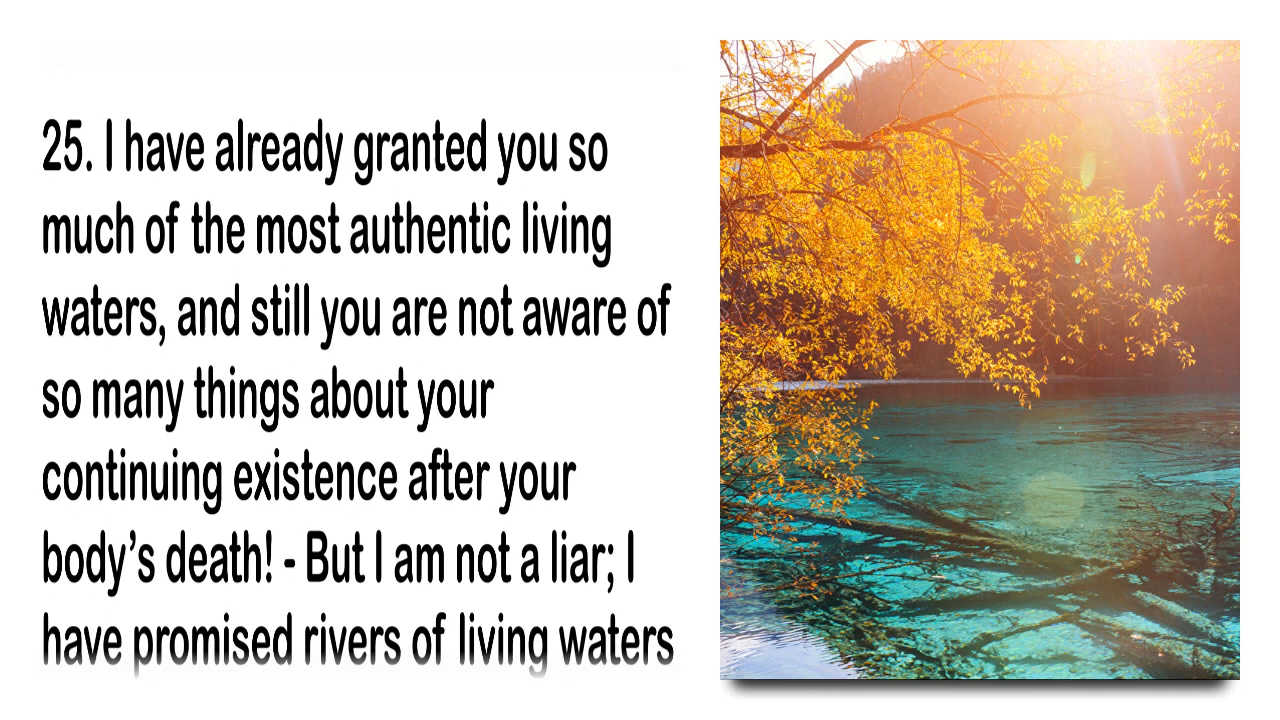 25. I have already granted you so
much of the most authentic living
waters, and still you are not aware of
so many things about your
continuing existence after your
body’s death! - But I am not a liar; I
have promised rivers of living waters